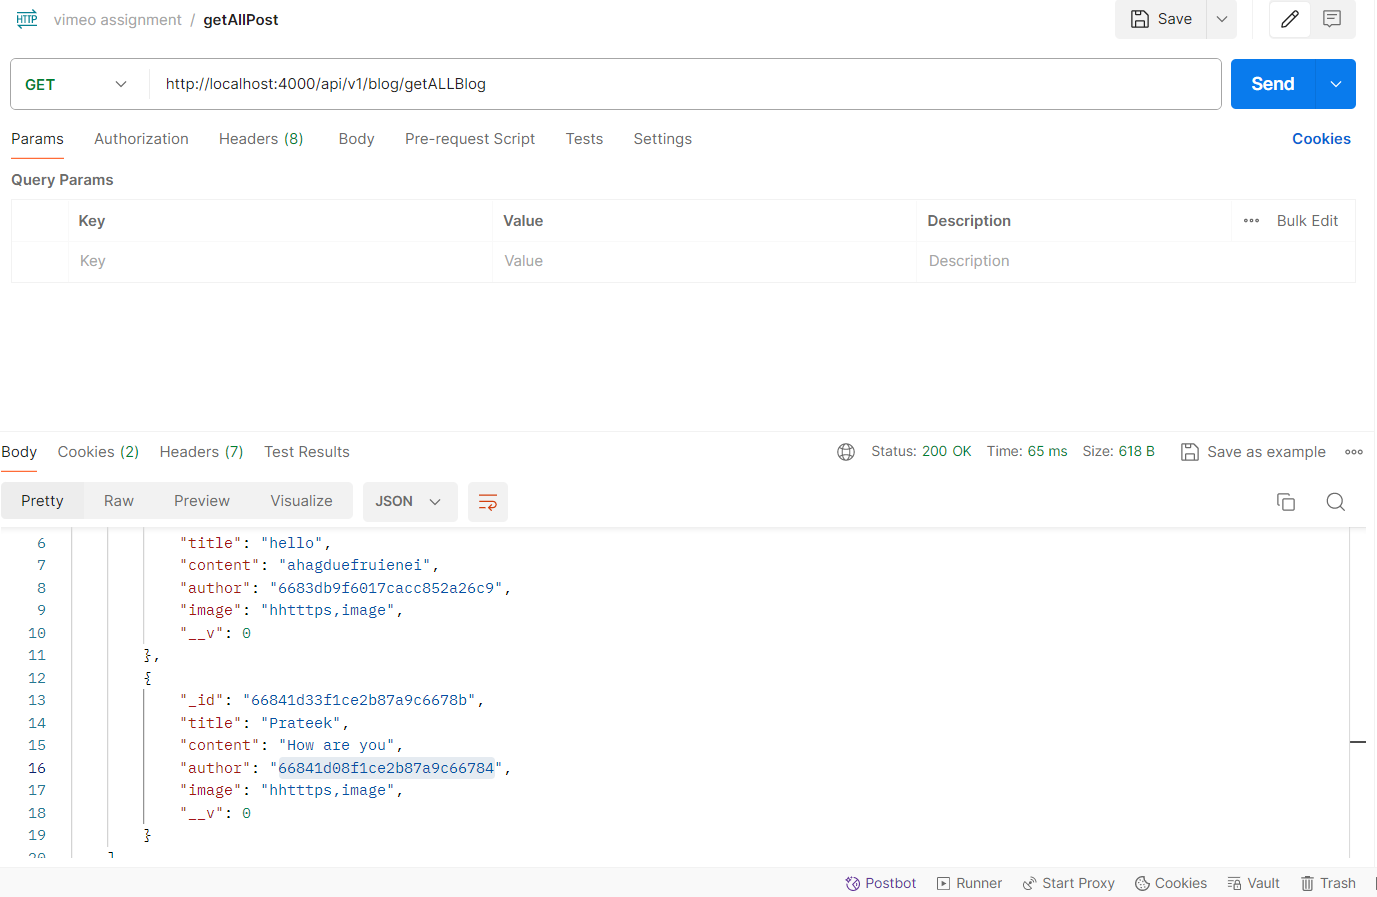 HTTP vimeo assignment / getAllPost Save
GET http://localhost:4000/api/v1/blog/getALLBlog Send
Params Authorization Headers (8) Body Pre-request Script Tests Settings Cookies
Query Params
Key Value Description Bulk Edit
Key Value Description
Body Cookies (2) Headers (7) Test Results Status: 200 OK Time: 65 ms Size: 618 B Save as example
Pretty Raw Preview Visualize JSON
6 "title": "hello",
7 "content": "ahagduefruienei",
8 "author": "6683db9f6017cacc852a26c9",
9 "image": "hhtttps,image",
10 "__v": 0
11 },
12 {
13 "_id": "66841d33f1ce2b87a9c6678b",
14 "title": "Prateek",
15 "content": "How are you",
16 "author": "66841d08f1ce2b87a9c66784",
17 "image": "hhtttps,image",
18 "__v": 0
19 }
20 ]
Postbot Runner Start Proxy Cookies Vault Trash